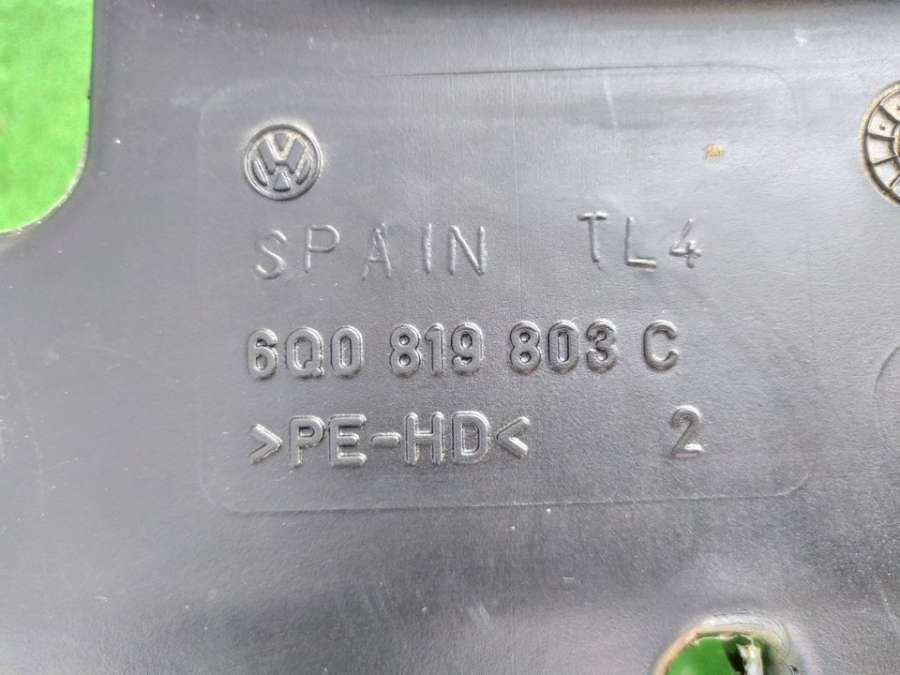 SPAIN TL4
6Q0 819 803 C
>PE-HD< 2